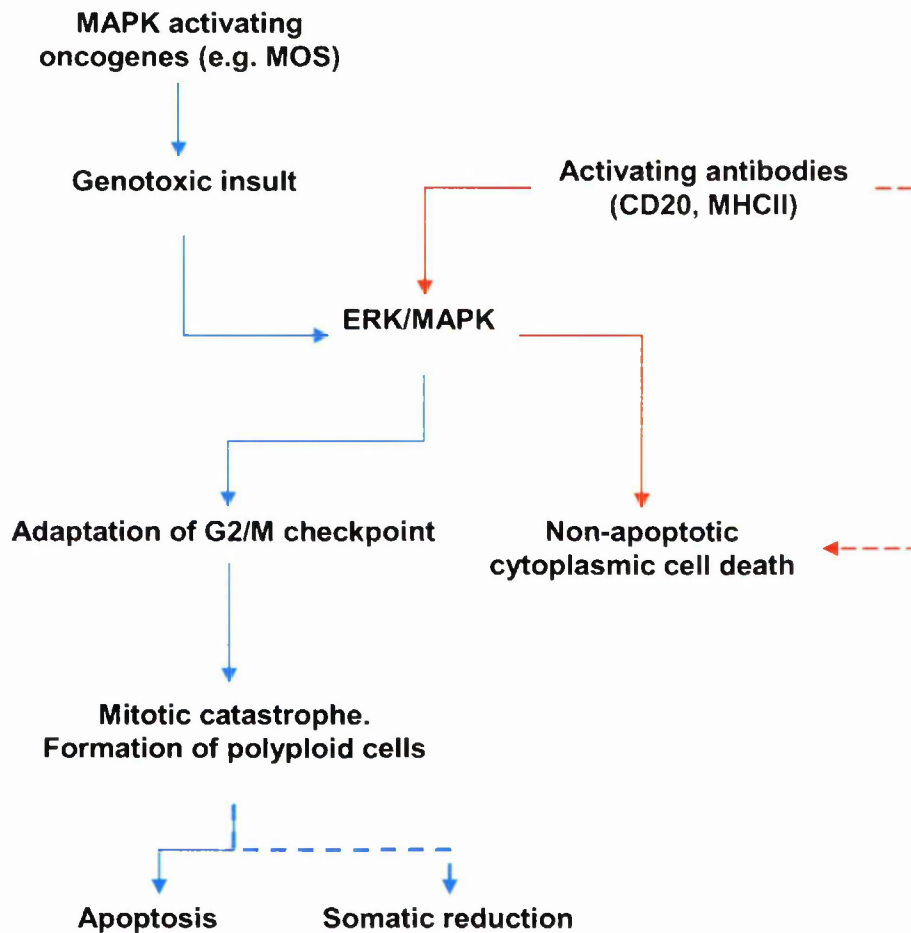 MAPK activating
oncogenes (e.g. MOS)
Genotoxic insult
Activating antibodies
(CD20, MHCII)
ERK/MAPK
Adaptation of G2/M checkpoint
Non-apoptotic
cytoplasmic cell death
Mitotic catastrophe.
Formation of polyploid cells
Apoptosis
Somatic reduction